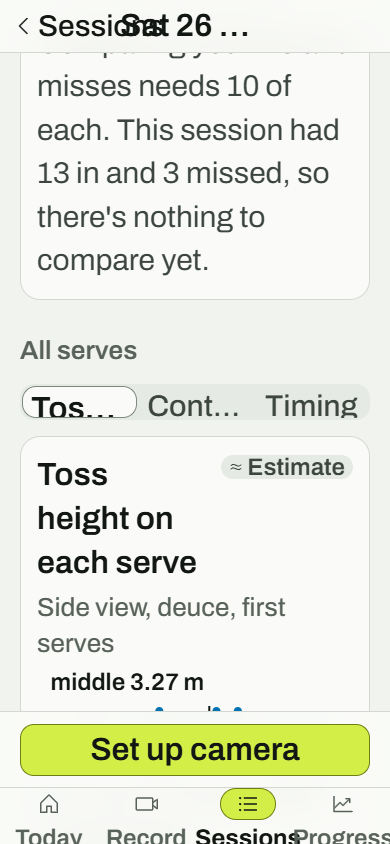 Sessions
Sat 26 …
misses needs 10 of
each. This session had
13 in and 3 missed, so
there's nothing to
compare yet.
All serves
Tos… Cont… Timing
Toss
height on
each serve
≈ Estimate
Side view, deuce, first
serves
middle 3.27 m
Set up camera
Today Record Sessions Progress